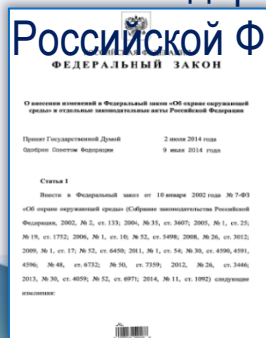 Российской Ф
ФЕДЕРАЛЬНЫЙ ЗАКОН
О внесении изменений в Федеральный закон «Об охране окружающей
среды» и отдельные законодательные акты Российской Федерации
Принят Государственной Думой 2 июля 2014 года
Одобрен Советом Федерации 9 июля 2014 года
Статья 1
Внести в Федеральный закон от 10 января 2002 года № 7-ФЗ
«Об охране окружающей среды» (Собрание законодательства Российской
Федерации, 2002, № 2, ст. 133; 2004, № 35, ст. 3607; 2005, № 1, ст. 25;
№ 19, ст. 1752; 2006, № 1, ст. 10; № 52, ст. 5498; 2008, № 26, ст. 3012;
2009, № 1, ст. 17; № 52, ст. 6450; 2011, № 1, ст. 54; № 30, ст. 4590, 4591,
4596; № 48, ст. 6732; № 50, ст. 7359; 2012, № 26, ст. 3446;
2013, № 30, ст. 4059; № 52, ст. 6971; 2014, № 11, ст. 1092) следующие
изменения: